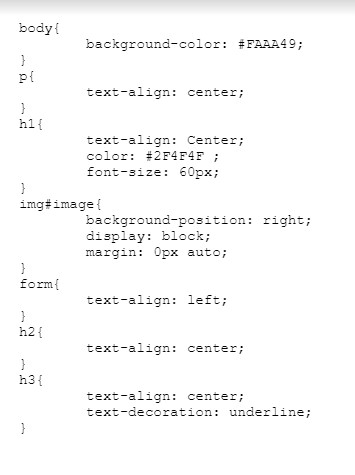 body{
background-color: #FAAA49;
}
p{
text-align: center;
}
h1{
text-align: Center;
color: #2F4F4F ;
font-size: 60px;
}
img#image{
background-position: right;
display: block;
margin: 0px auto;
}
form{
text-align: left;
}
h2{
text-align: center;
}
h3{
text-align: center;
text-decoration: underline;
}